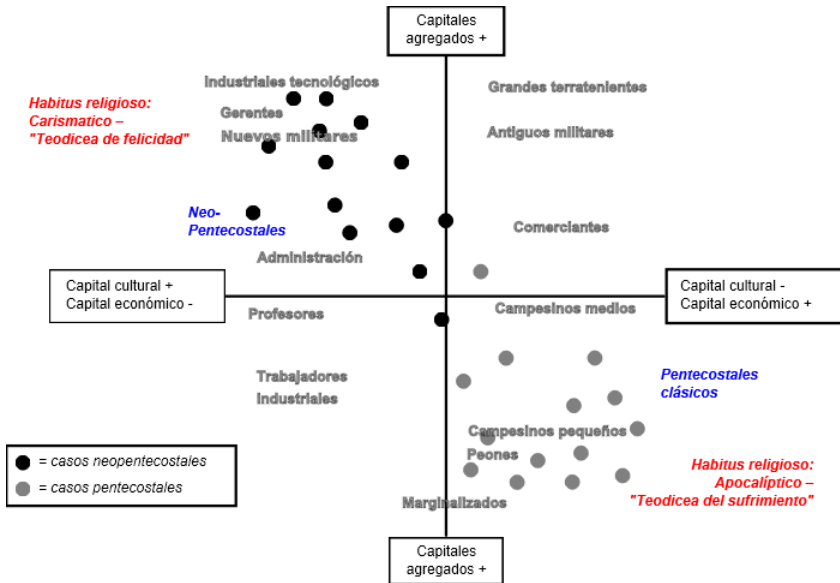 Capitales
agregados +
Industriales tecnológicos
Grandes terratenientes
Habitus religioso:
Carismatico –
"Teodicea de felicidad"
Gerentes
Nuevos militares
Antiguos militares
Neo-
Pentecostales
Comerciantes
Administración
Capital cultural +
Capital económico -
Capital cultural -
Capital económico +
Profesores
Campesinos medios
Trabajadores
Industriales
Pentecostales
clásicos
Campesinos pequeños
Peones
= casos neopentecostales
= casos pentecostales
Habitus religioso:
Apocalíptico –
"Teodicea del sufrimiento"
Marginalizados
Capitales
agregados +